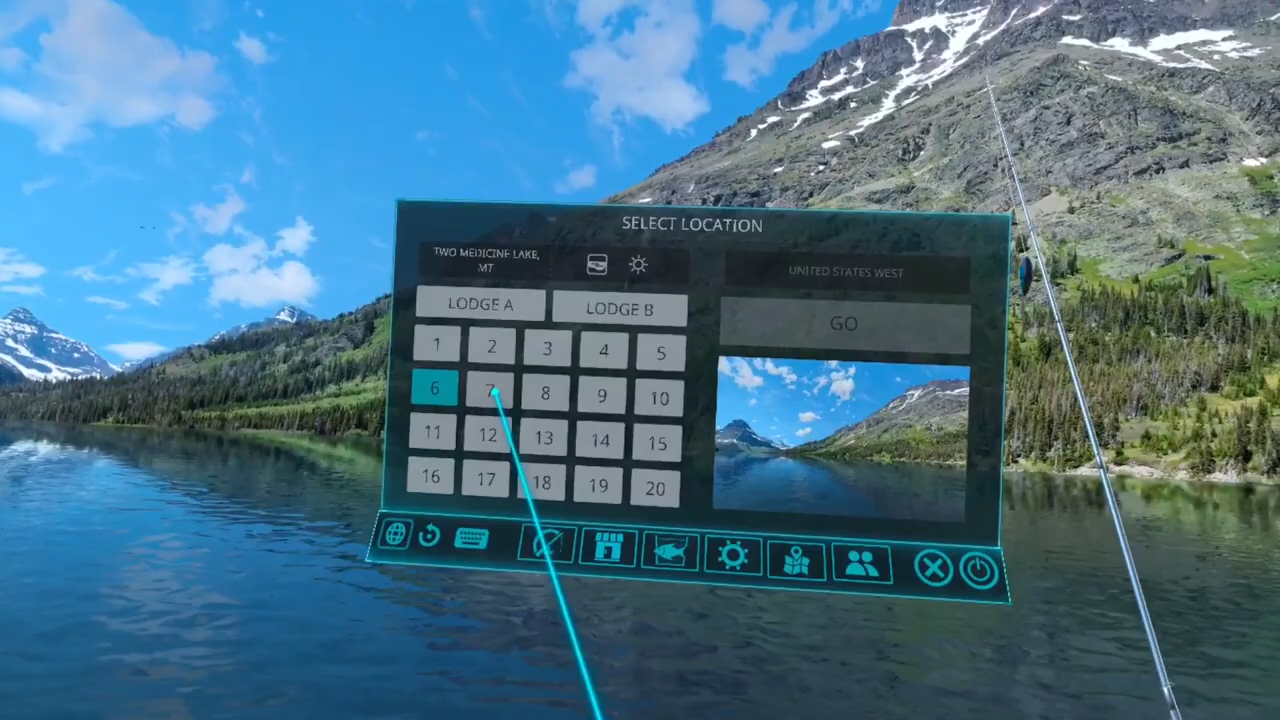 SELECT LOCATION
TWO MEDICINE LAKE,
MT
UNITED STATES WEST
LODGE A LODGE B
GO
1 2 3 4 5
6 7 8 9 10
11 12 13 14 15
16 17 18 19 20